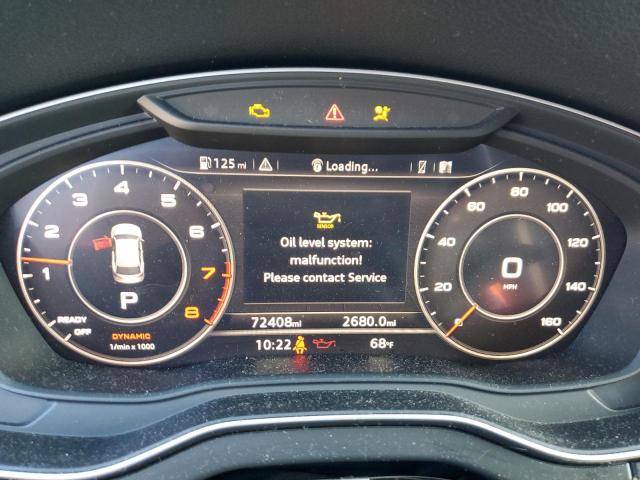 125 mi Loading...
SENSOR
Oil level system:
malfunction!
Please contact Service
1 2 3 4 5 6 7 8
P
READY
OFF
DYNAMIC
1/min x 1000
0 20 40 60 80 100 120 140 160
0
MPH
72408mi 2680.0mi
10:22 68°F